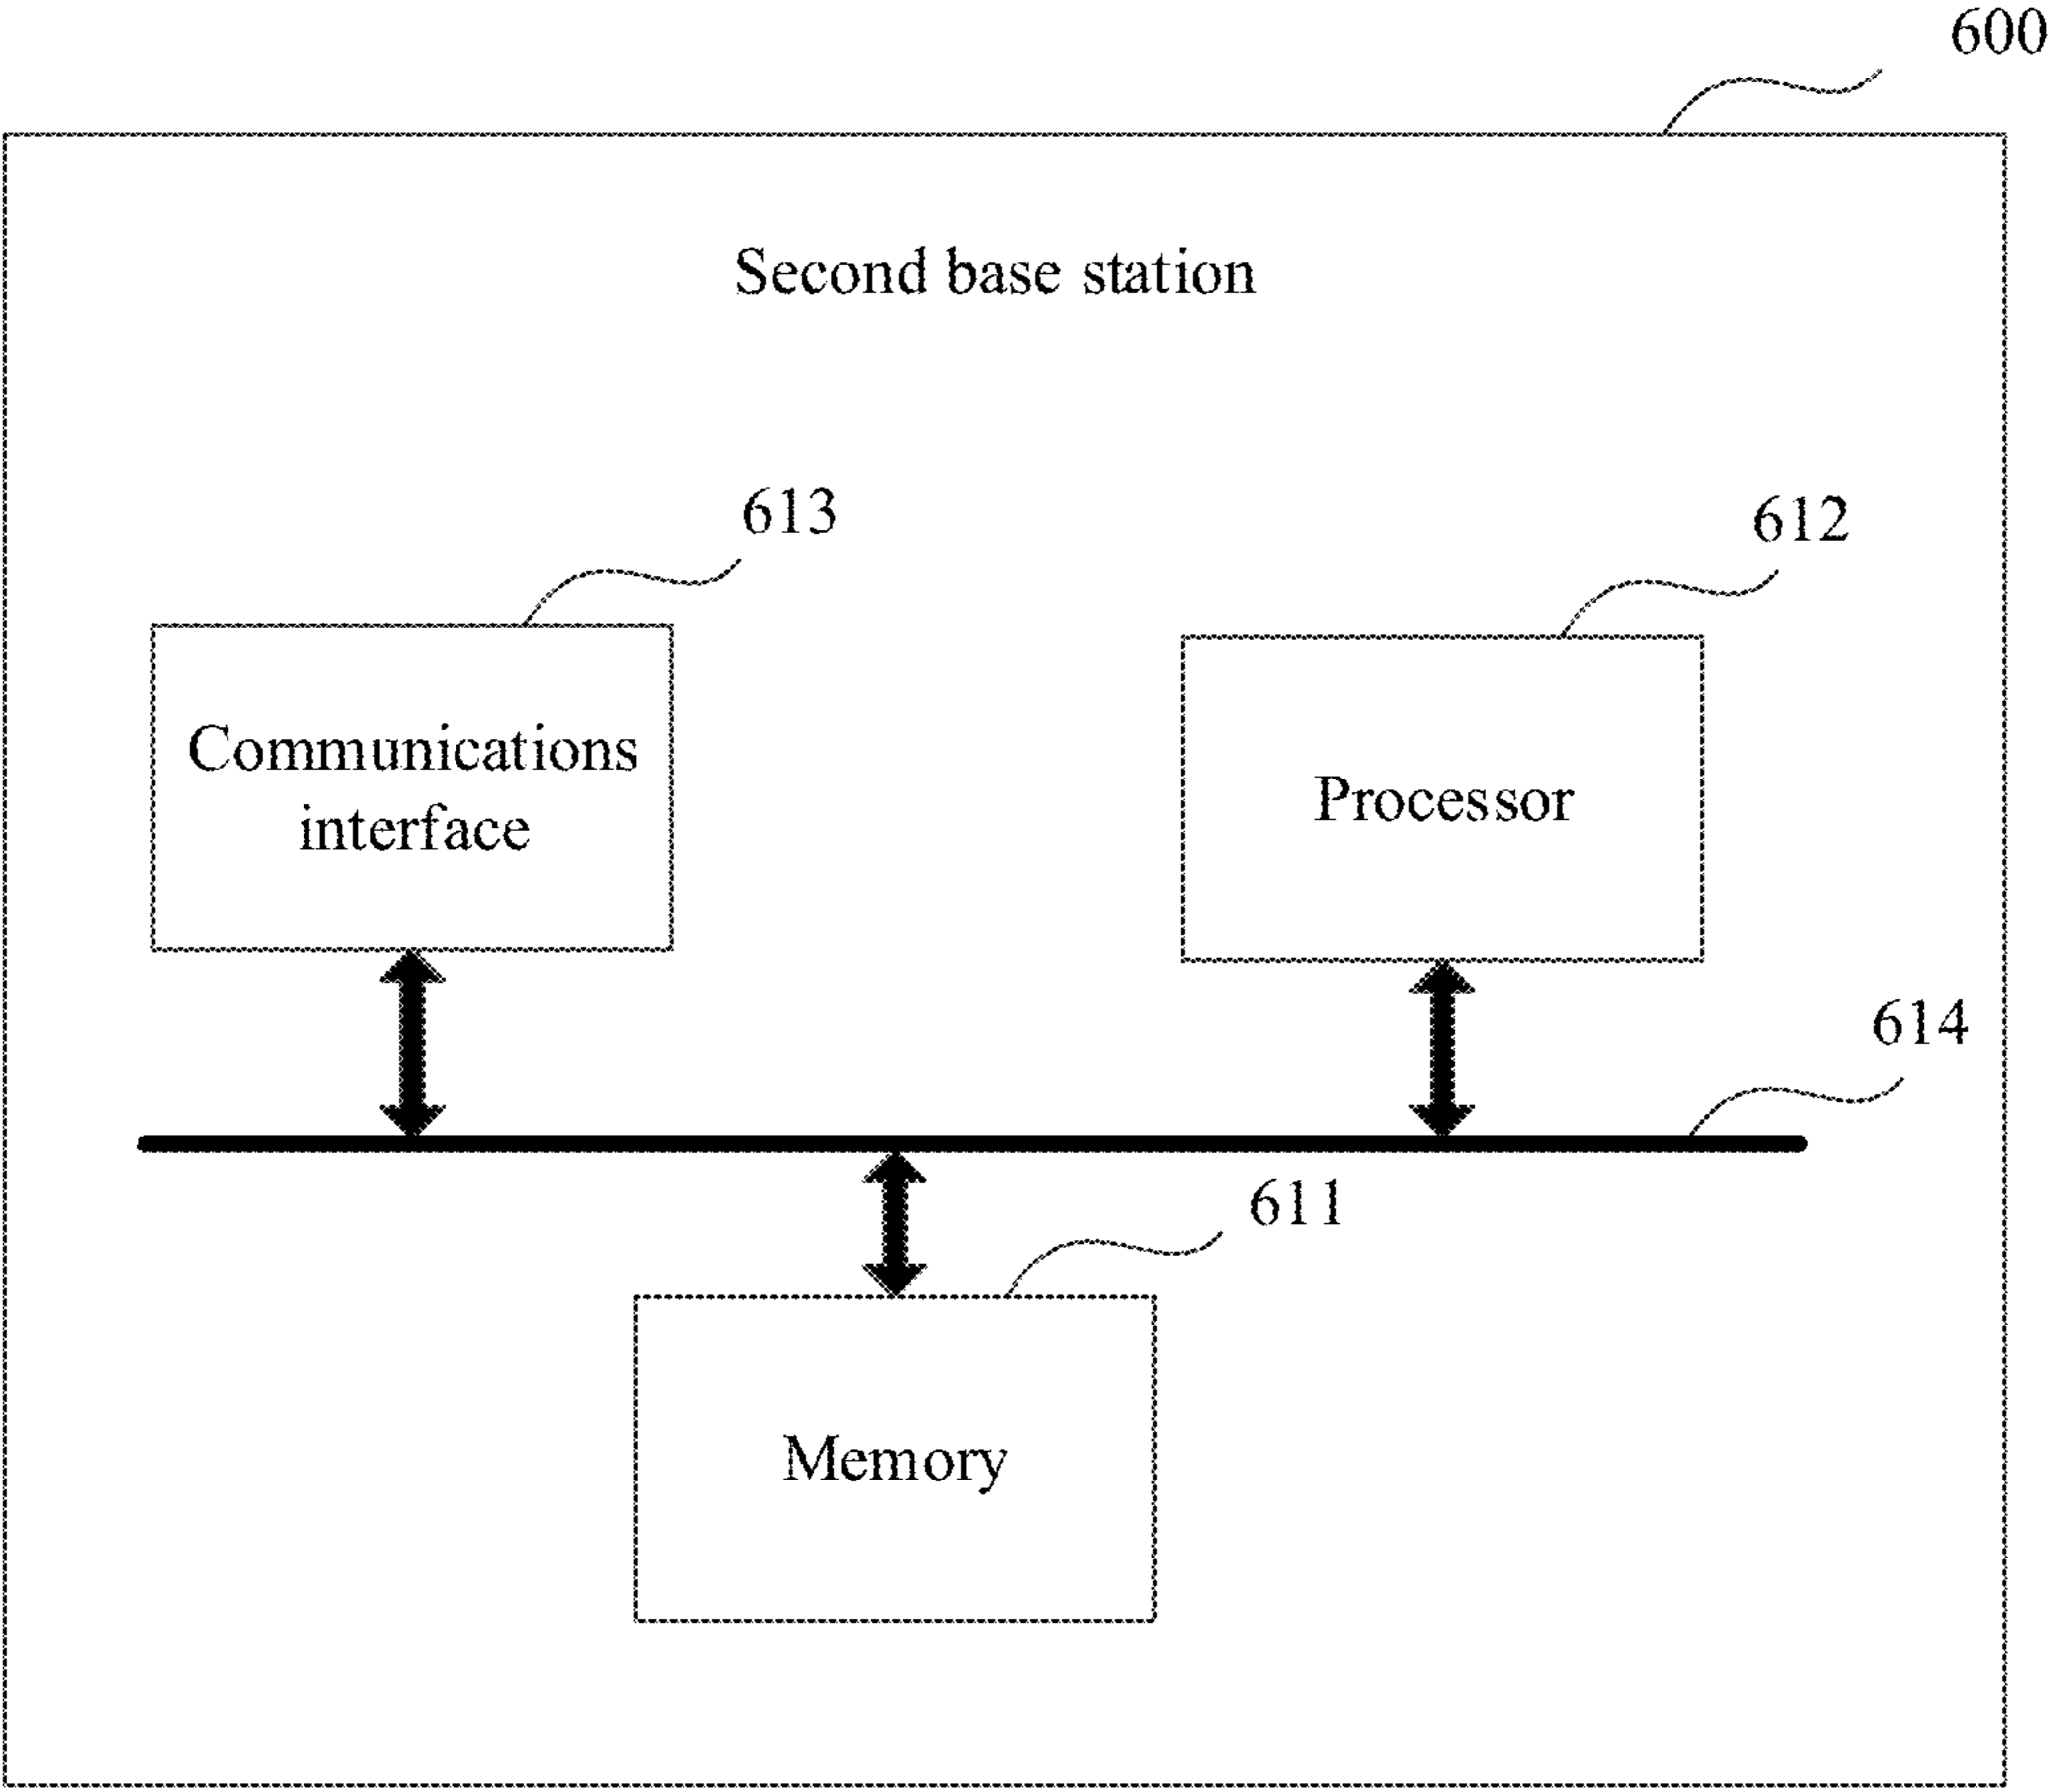 600
Second base station
613
612
Communications
interface
Processor
614
611
Memory